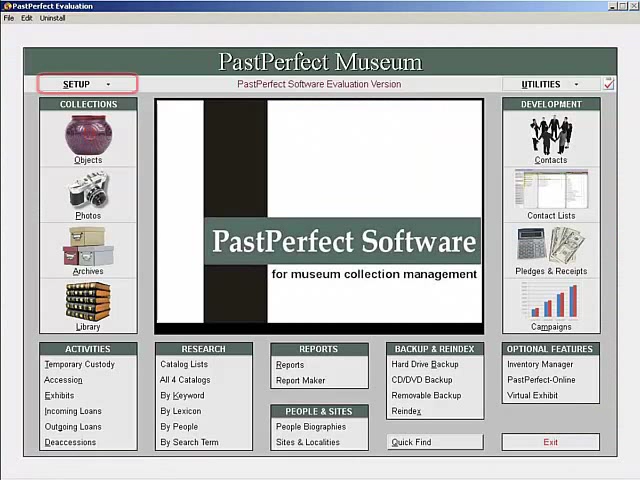 PastPerfect Evaluation
File Edit Uninstall
PastPerfect Museum
SETUP
PastPerfect Software Evaluation Version
UTILITIES
COLLECTIONS
Objects
Photos
Archives
Library
PastPerfect Software
for museum collection management
DEVELOPMENT
Contacts
Contact Lists
Pledges & Receipts
Campaigns
ACTIVITIES
Temporary Custody
Accession
Exhibits
Incoming Loans
Outgoing Loans
Deaccessions
RESEARCH
Catalog Lists
All 4 Catalogs
By Keyword
By Lexicon
By People
By Search Term
REPORTS
Reports
Report Maker
PEOPLE & SITES
People Biographies
Sites & Localities
BACKUP & REINDEX
Hard Drive Backup
CD/DVD Backup
Removable Backup
Reindex
Quick Find
OPTIONAL FEATURES
Inventory Manager
PastPerfect-Online
Virtual Exhibit
Exit